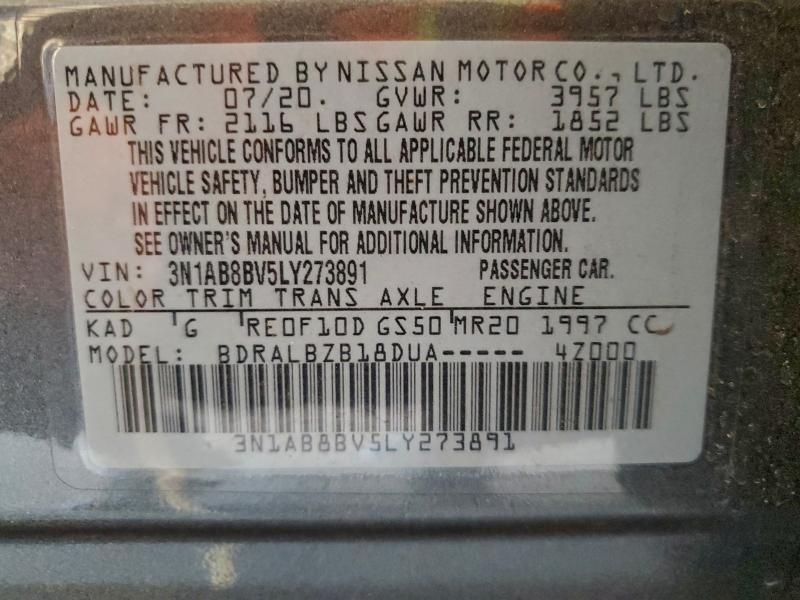 MANUFACTURED BY NISSAN MOTOR CO., LTD.
DATE: 07/20. GVWR: 3957 LBS
GAWR FR: 2116 LBS GAWR RR: 1852 LBS
THIS VEHICLE CONFORMS TO ALL APPLICABLE FEDERAL MOTOR
VEHICLE SAFETY, BUMPER AND THEFT PREVENTION STANDARDS
IN EFFECT ON THE DATE OF MANUFACTURE SHOWN ABOVE.
SEE OWNER'S MANUAL FOR ADDITIONAL INFORMATION.
VIN: 3N1AB8BV5LY273891 PASSENGER CAR.
COLOR TRIM TRANS AXLE ENGINE
KAD G RE0F10D GS50 MR20 1997 CC
MODEL: BDRALBZB18DUA----- 4Z000
3N1AB8BV5LY273891